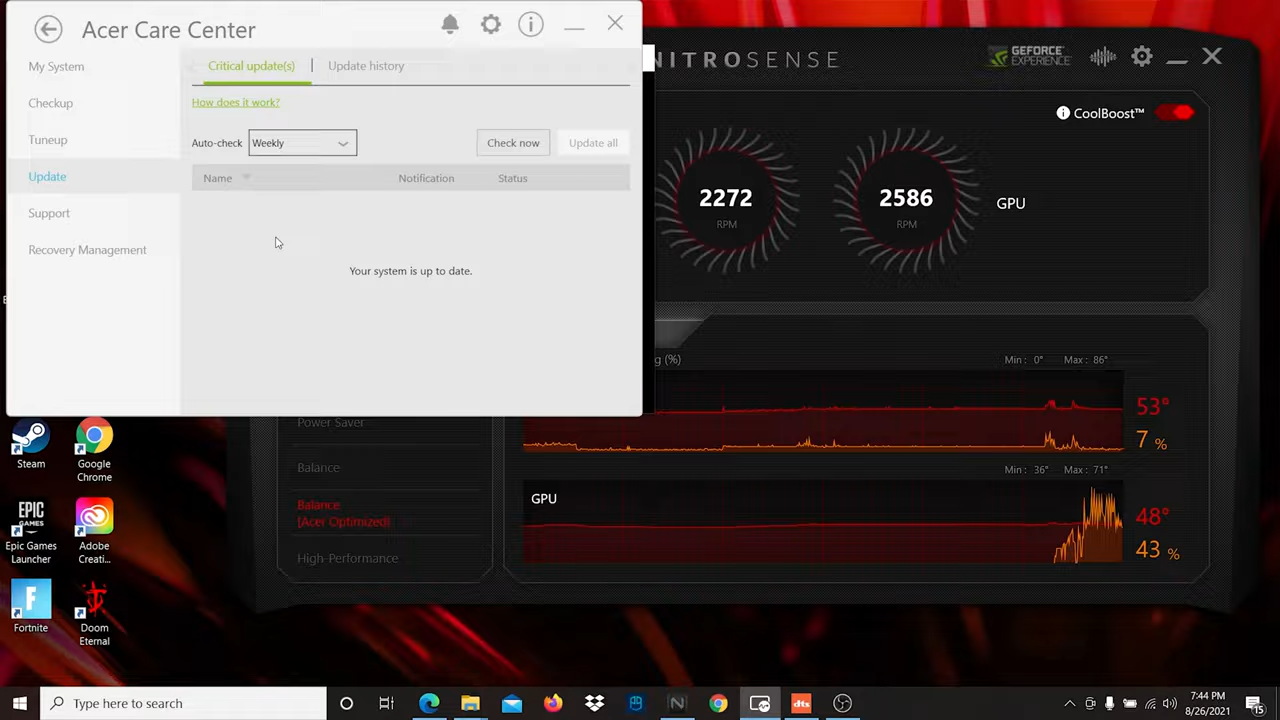 Acer Care Center
My System
Checkup
Tuneup
Update
Support
Recovery Management
Critical update(s)
Update history
How does it work?
Auto-check
Weekly
Check now
Update all
Name
Notification
Status
Your system is up to date.
NITROSENSE
GEFORCE
EXPERIENCE
CoolBoost™
2272
RPM
2586
RPM
GPU
(%)
Min : 0° Max : 86°
53°
7 %
Min : 36° Max : 71°
GPU
48°
43 %
Power Saver
Balance
Balance
[Acer Optimized]
High-Performance
Steam
Google
Chrome
EPIC
GAMES
Epic Games
Launcher
Adobe
Creati...
Fortnite
Doom
Eternal
Type here to search
dts
7:44 PM
8/26/2021
15